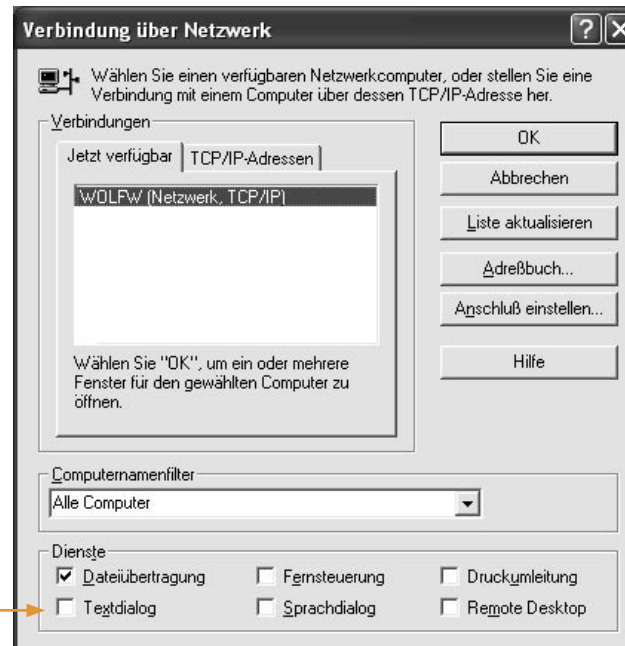 Verbindung über Netzwerk
Wählen Sie einen verfügbaren Netzwerkcomputer, oder stellen Sie eine
Verbindung mit einem Computer über dessen TCP/IP-Adresse her.
Verbindungen
Jetzt verfügbar TCP/IP-Adressen
WOLFW (Netzwerk, TCP/IP)
Wählen Sie "OK", um ein oder mehrere
Fenster für den gewählten Computer zu
öffnen.
OK
Abbrechen
Liste aktualisieren
Adreßbuch...
Anschluß einstellen...
Hilfe
Computernamenfilter
Alle Computer
Dienste
Dateiübertragung Fernsteuerung Druckumleitung
Textdialog Sprachdialog Remote Desktop